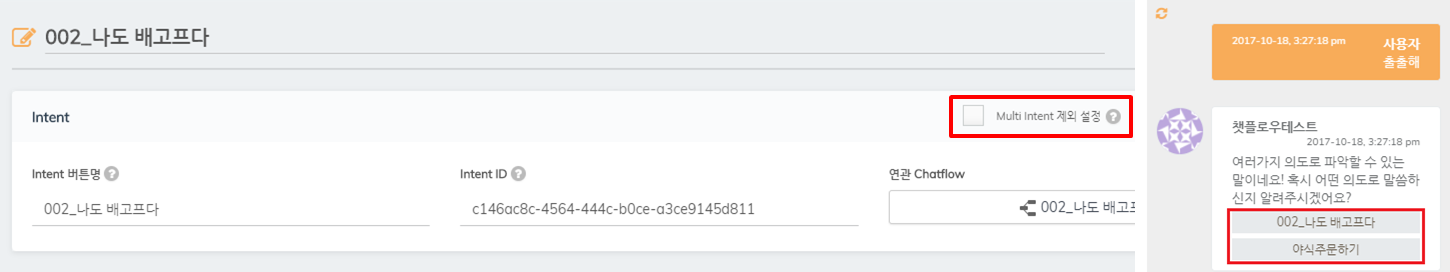 002_나도 배고프다
Intent
Multi Intent 제외 설정 ?
Intent 버튼명 ?
Intent ID ?
연관 Chatflow
002_나도 배고프다
c146ac8c-4564-444c-b0ce-a3ce9145d811
002_나도 배고프
2017-10-18, 3:27:18 pm
사용자
출출해
챗플로우테스트
2017-10-18, 3:27:18 pm
여러가지 의도로 파악할 수 있는
말이네요! 혹시 어떤 의도로 말씀하
신지 알려주시겠어요?
002_나도 배고프다
야식주문하기